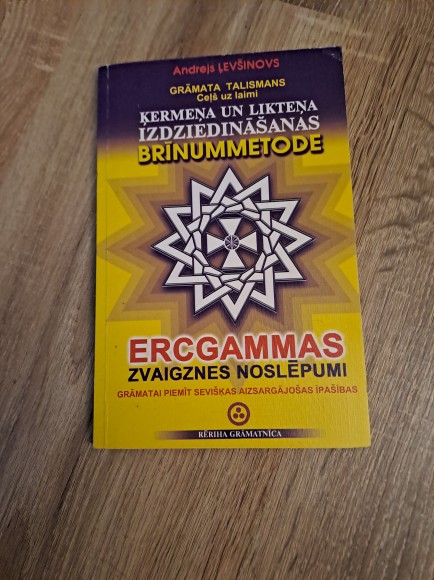 Andrejs ĻEVŠINOVS
GRĀMATA TALISMANS
Ceļš uz laimi
ĶERMEŅA UN LIKTEŅA
IZDZIEDINĀŠANAS
BRĪNUMMETODE
ERCGAMMAS
ZVAIGZNES NOSLĒPUMI
GRĀMATAI PIEMĪT SEVIŠĶAS AIZSARGĀJOŠAS ĪPAŠĪBAS
RĒRIHA GRĀMATNĪCA